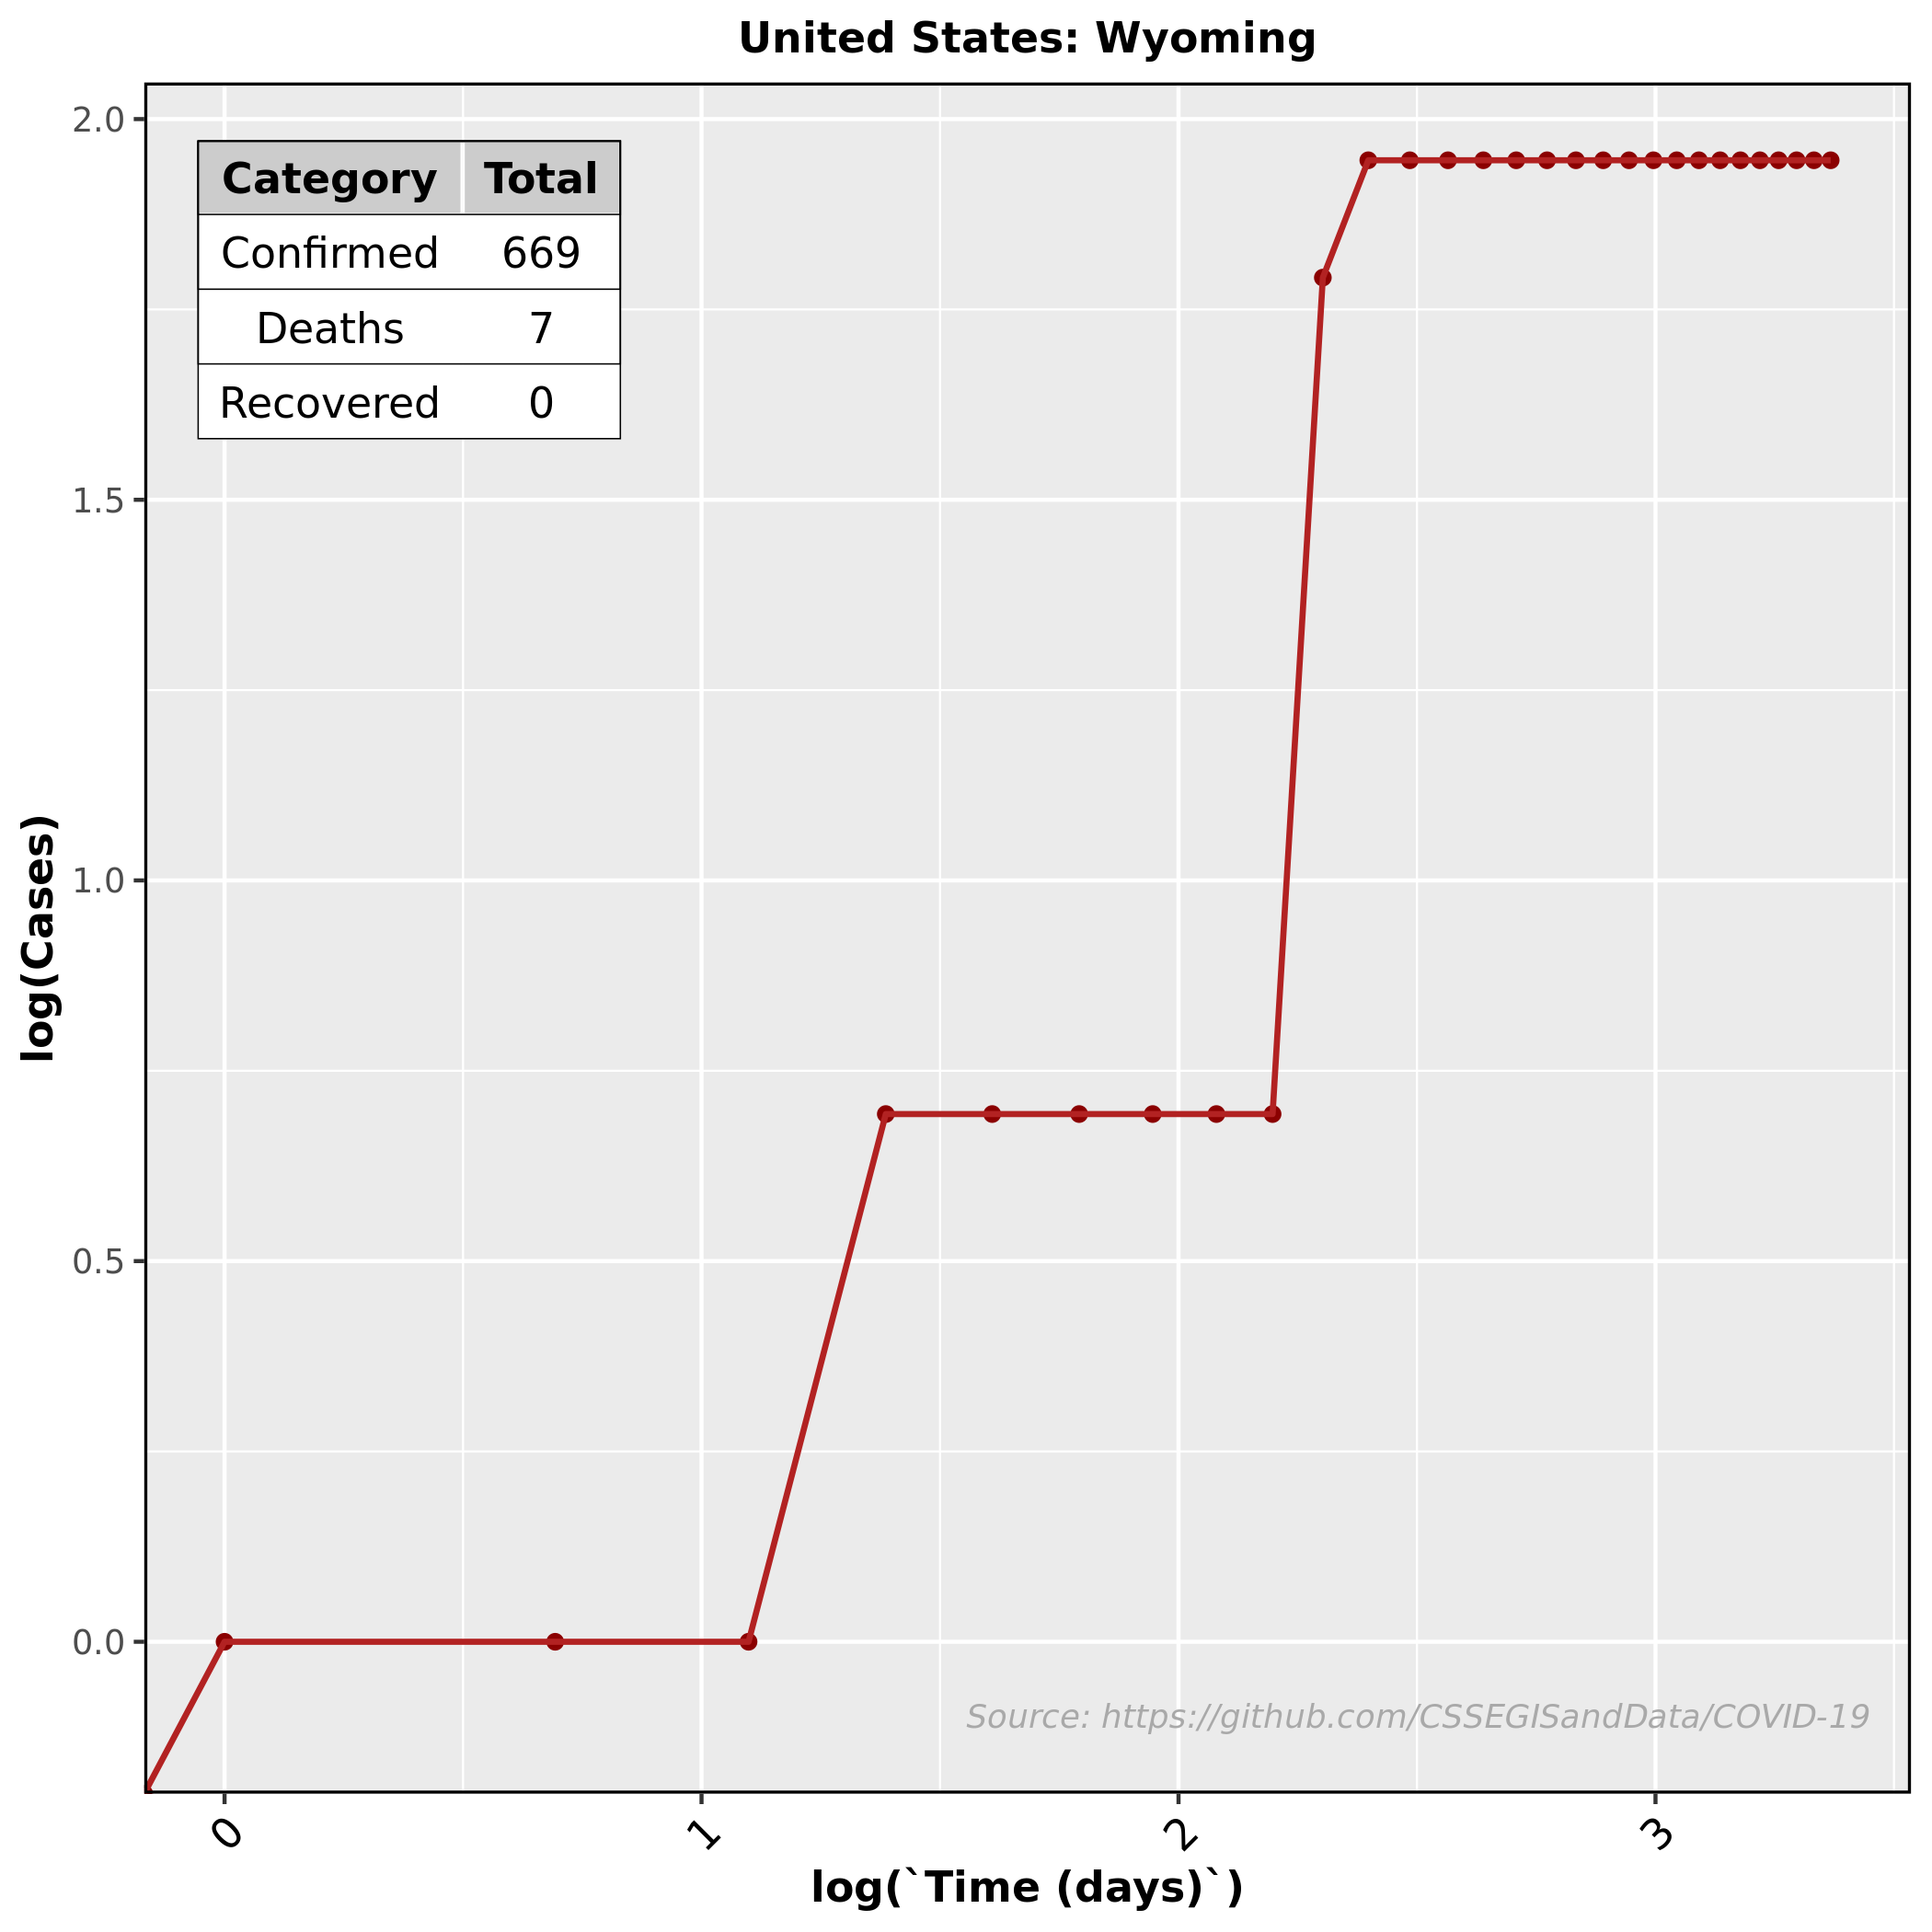 United States: Wyoming
2.0
1.5
1.0
0.5
0.0
Category Total
Confirmed 669
Deaths 7
Recovered 0
log(Cases)
Source: https://github.com/CSSEGISandData/COVID-19
0 1 2 3
log(`Time (days)`)